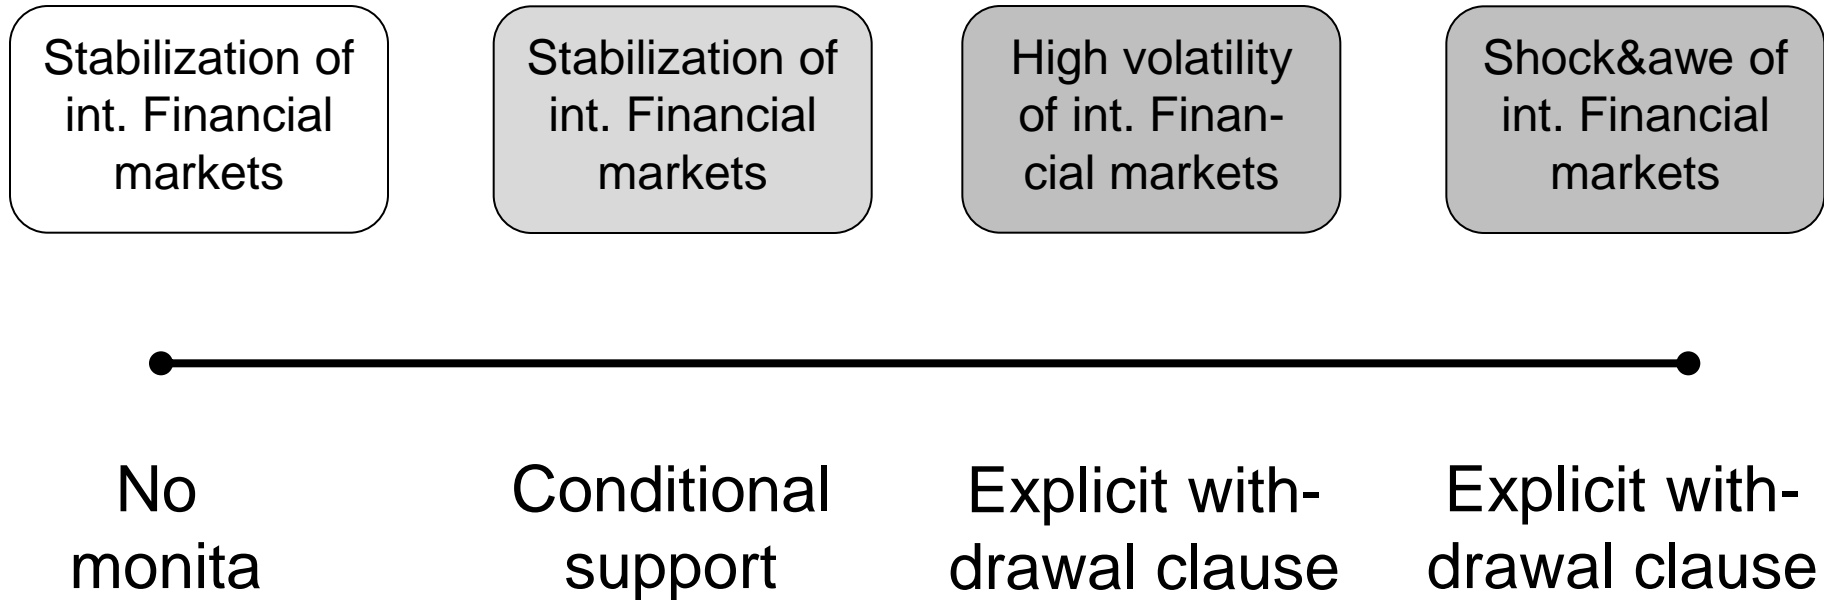 Stabilization of
int. Financial
markets
Stabilization of
int. Financial
markets
High volatility
of int. Finan-
cial markets
Shock&awe of
int. Financial
markets
No
monita
Conditional
support
Explicit with-
drawal clause
Explicit with-
drawal clause